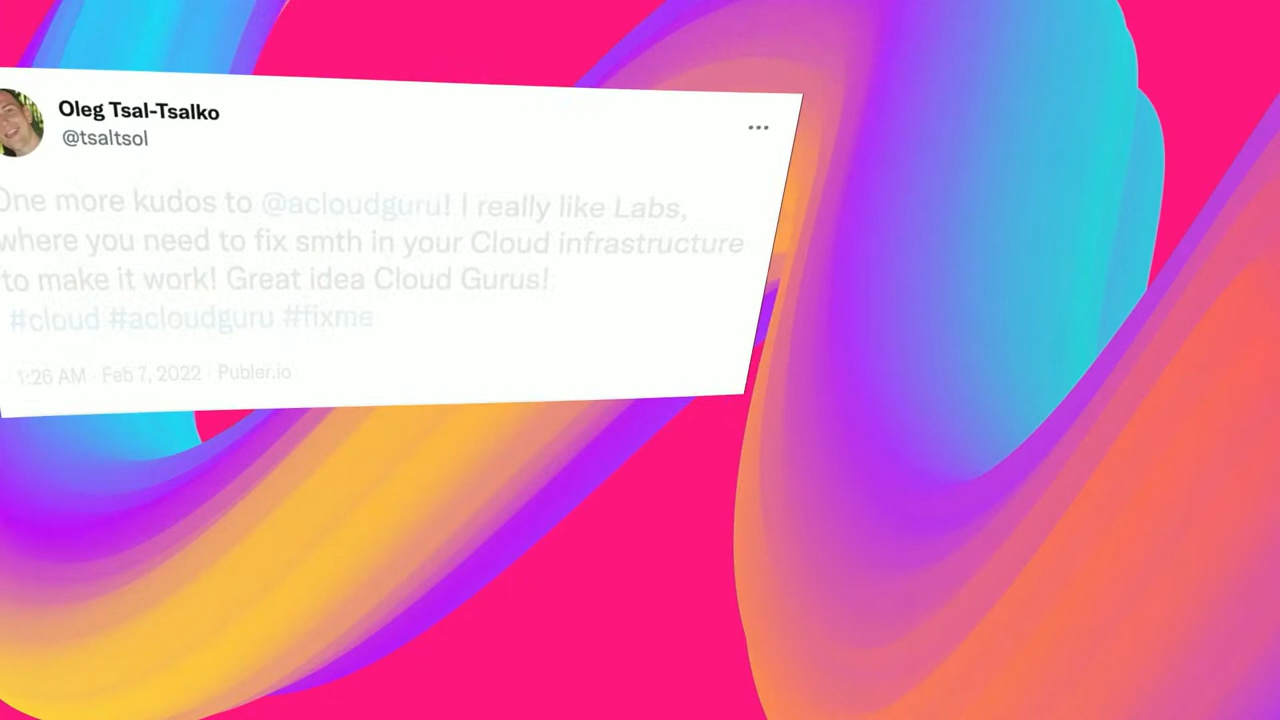 Oleg Tsal-Tsalko
@tsaltsol
One more kudos to @acloudguru! I really like Labs,
where you need to fix smth in your Cloud infrastructure
to make it work! Great idea Cloud Gurus!
#cloud #acloudguru #fixme
1:26 AM · Feb 7, 2022 · Publer.io